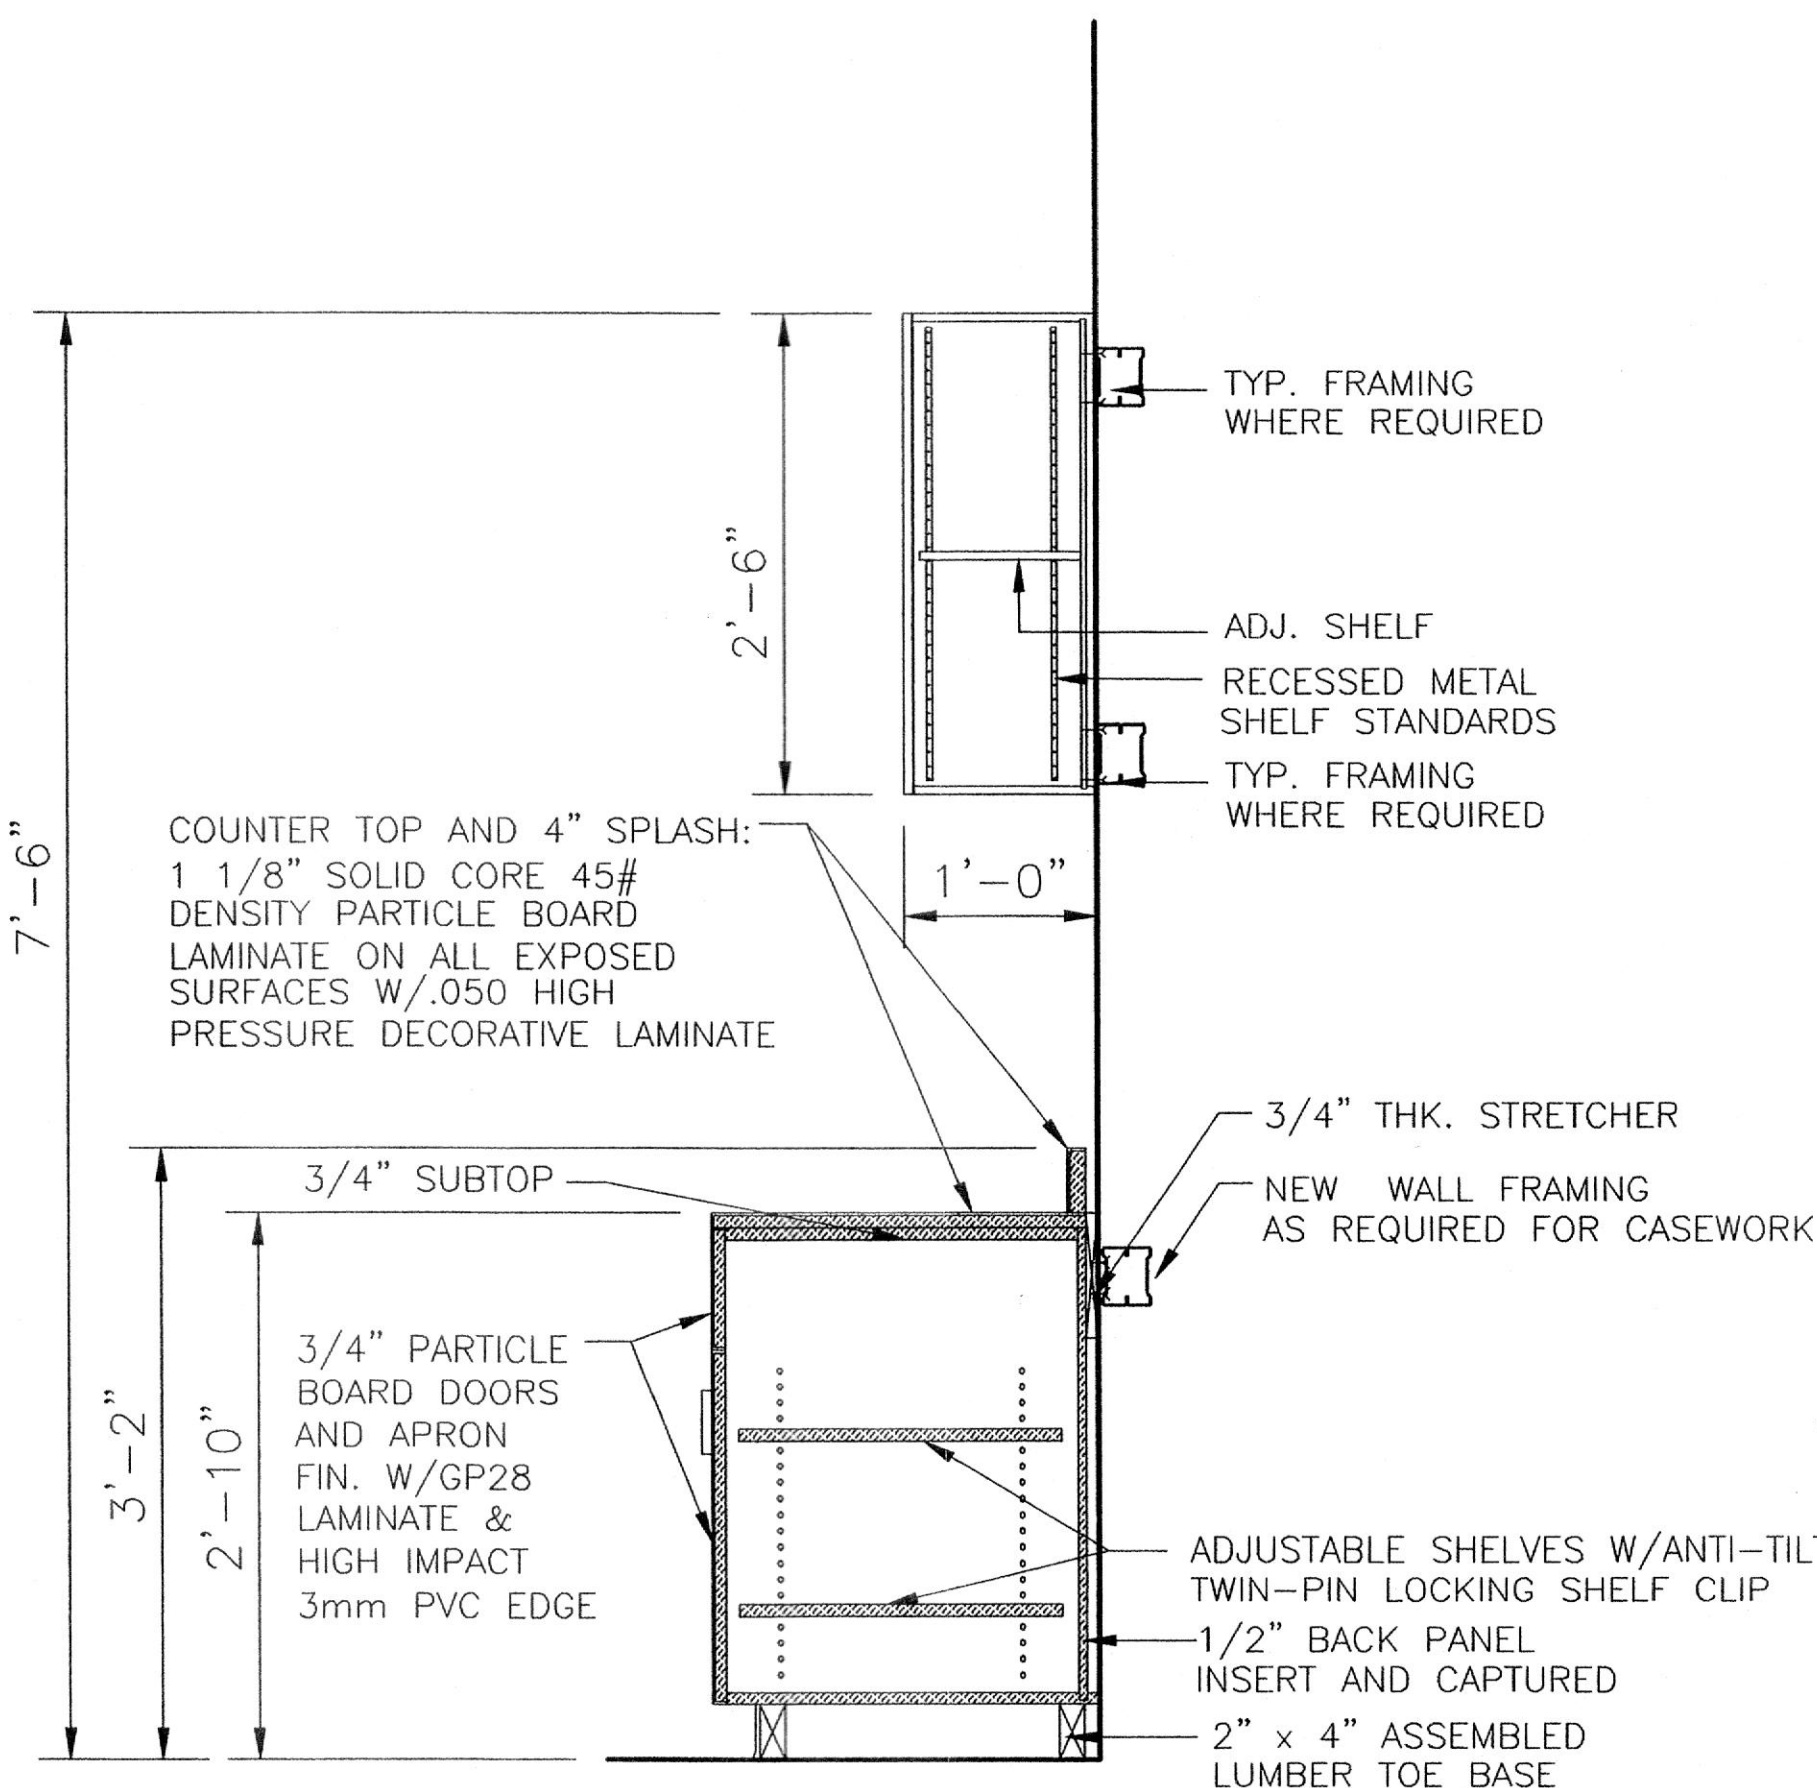 TYP. FRAMING
WHERE REQUIRED
7'-6"
2'-6"
ADJ. SHELF
RECESSED METAL
SHELF STANDARDS
TYP. FRAMING
WHERE REQUIRED
COUNTER TOP AND 4" SPLASH:
1 1/8" SOLID CORE 45#
DENSITY PARTICLE BOARD
LAMINATE ON ALL EXPOSED
SURFACES W/.050 HIGH
PRESSURE DECORATIVE LAMINATE
1'-0"
3/4" THK. STRETCHER
3/4" SUBTOP
NEW WALL FRAMING
AS REQUIRED FOR CASEWORK
3'-2"
2'-10"
3/4" PARTICLE
BOARD DOORS
AND APRON
FIN. W/GP28
LAMINATE &
HIGH IMPACT
3mm PVC EDGE
ADJUSTABLE SHELVES W/ANTI-TILT
TWIN-PIN LOCKING SHELF CLIP
1/2" BACK PANEL
INSERT AND CAPTURED
2" x 4" ASSEMBLED
LUMBER TOE BASE